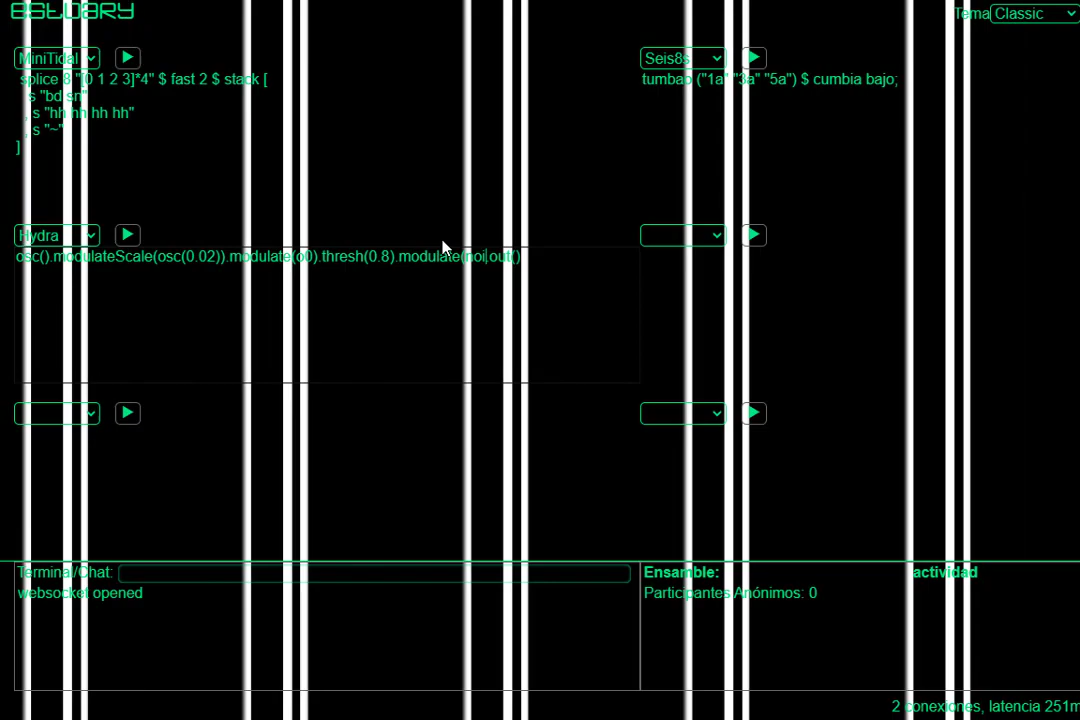 estuary
Tema Classic
MiniTidal
splice 8 "[0 1 2 3]*4" $ fast 2 $ stack [
s "bd sn"
, s "hh hh hh hh"
, s "~"
]
Seis8s
tumbao ("1a" "3a" "5a") $ cumbia bajo;
Hydra
osc().modulateScale(osc(0.02)).modulate(o0).thresh(0.8).modulate(noi.out()
Terminal/Chat:
websocket opened
Ensamble: actividad
Participantes Anónimos: 0
2 conexiones, latencia 251m